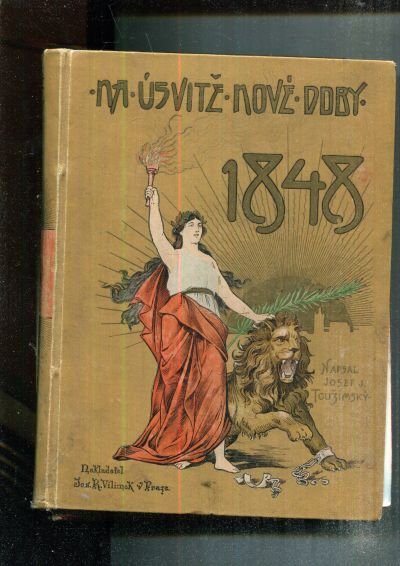 ·NA·ÚSVITĚ·NOVÉ·DOBY·
1848
NAPSAL
JOSEF J.
TOUŽIMSKÝ
Nakladatel
Jos. R. Vilímek v Praze